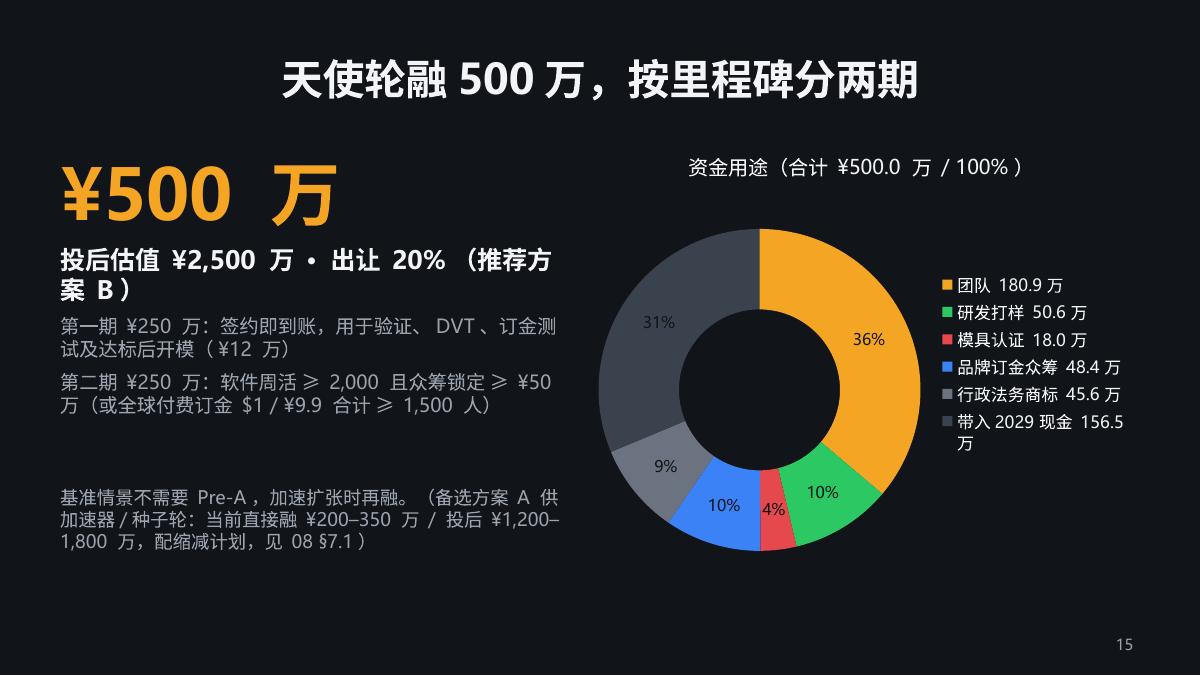 天使轮融 500 万，按里程碑分两期
¥500 万
投后估值 ¥2,500 万 • 出让 20% （推荐方
案 B ）
第一期 ¥250 万：签约即到账，用于验证、 DVT 、订金测
试及达标后开模（ ¥12 万）
第二期 ¥250 万：软件周活 ≥ 2,000 且众筹锁定 ≥ ¥50
万（或全球付费订金 $1 / ¥9.9 合计 ≥ 1,500 人）
基准情景不需要 Pre-A ，加速扩张时再融。（备选方案 A 供
加速器 / 种子轮：当前直接融 ¥200–350 万 / 投后 ¥1,200–
1,800 万，配缩减计划，见 08 §7.1 ）
资金用途（合计 ¥500.0 万 / 100% ）
31%
36%
9%
10%
4%
10%
团队 180.9 万
研发打样 50.6 万
模具认证 18.0 万
品牌订金众筹 48.4 万
行政法务商标 45.6 万
带入 2029 现金 156.5
万
15